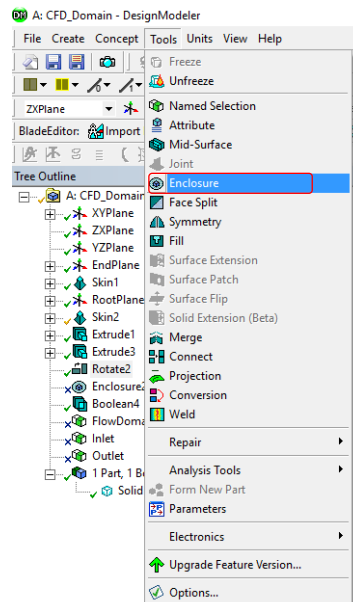 A: CFD_Domain - DesignModeler
File Create Concept Tools Units View Help
Freeze
Unfreeze
ZXPlane
Named Selection
Attribute
BladeEditor: Import
Mid-Surface
Joint
Tree Outline
Enclosure
A: CFD_Domain
Face Split
XYPlane
Symmetry
ZXPlane
Fill
YZPlane
Surface Extension
EndPlane
Surface Patch
Skin1
Surface Flip
RootPlane
Solid Extension (Beta)
Skin2
Merge
Extrude1
Connect
Extrude3
Projection
Rotate2
Conversion
Enclosure2
Weld
Boolean4
FlowDoma
Repair
Inlet
Outlet
Analysis Tools
1 Part, 1 B
Form New Part
Solid
Parameters
Electronics
Upgrade Feature Version...
Options...